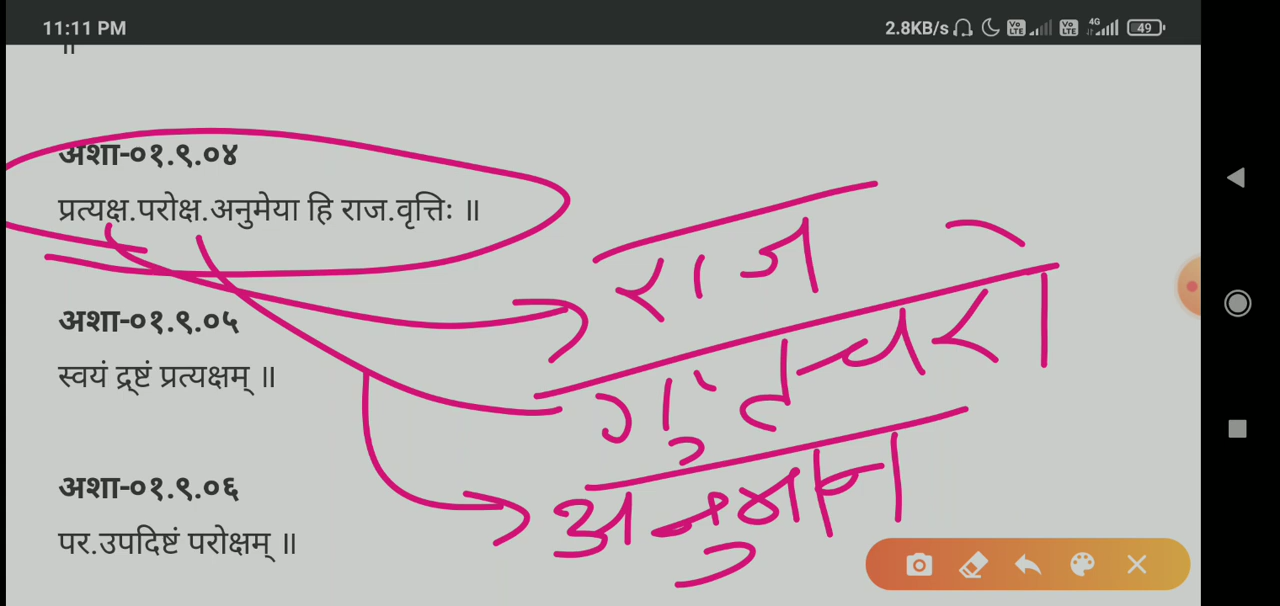 11:11 PM
2.8KB/s
4G
49
॥
अशा-०१.९.०४
प्रत्यक्ष.परोक्ष.अनुमेया हि राज.वृत्तिः ॥
राज
अशा-०१.९.०५
स्वयं द्र्ष्टं प्रत्यक्षम् ॥
गुप्तचरो
अशा-०१.९.०६
अनुमान
पर.उपदिष्टं परोक्षम् ॥